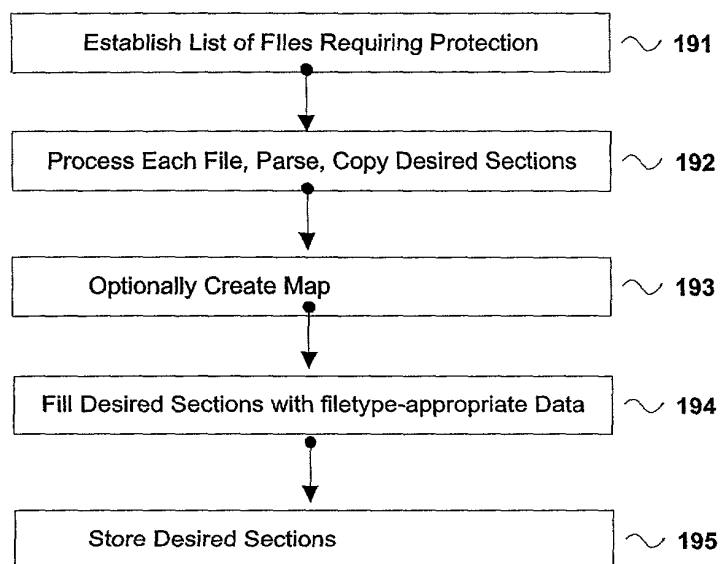 Establish List of Files Requiring Protection 191
Process Each File, Parse, Copy Desired Sections 192
Optionally Create Map 193
Fill Desired Sections with filetype-appropriate Data 194
Store Desired Sections 195